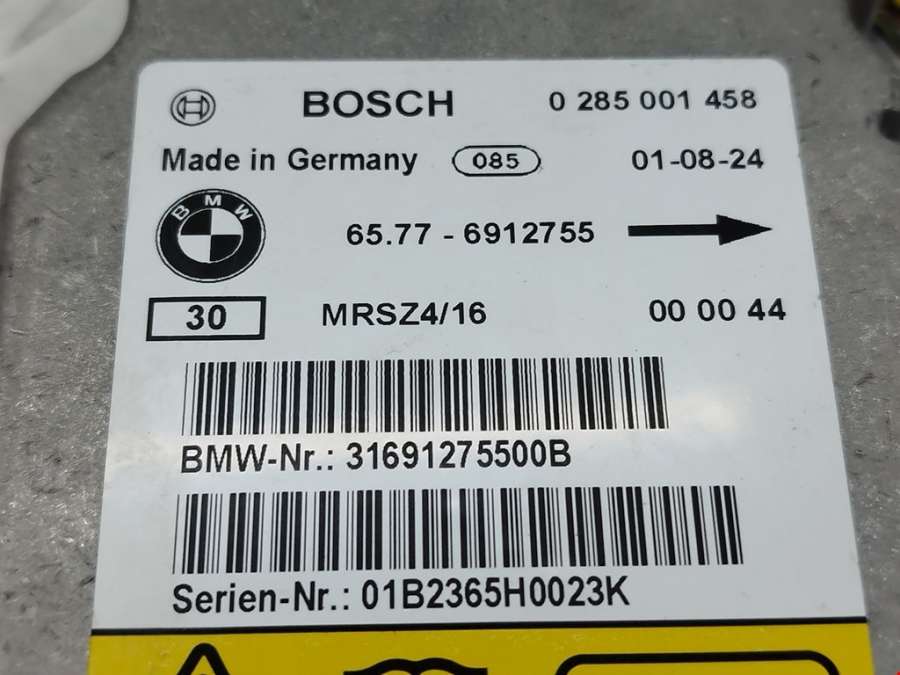 BOSCH 0 285 001 458
Made in Germany 085 01-08-24
BMW
65.77 - 6912755
30 MRSZ4/16 00 00 44
BMW-Nr.: 31691275500B
Serien-Nr.: 01B2365H0023K